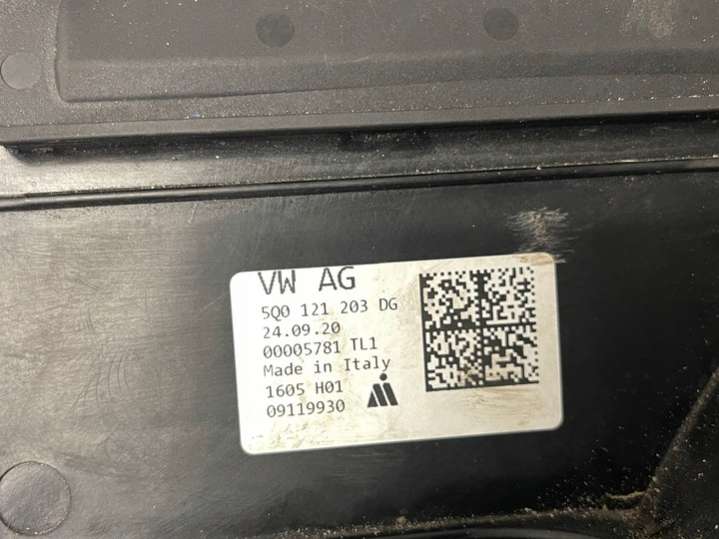 VW AG
5Q0 121 203 DG
24.09.20
00005781 TL1
Made in Italy
1605 H01
09119930